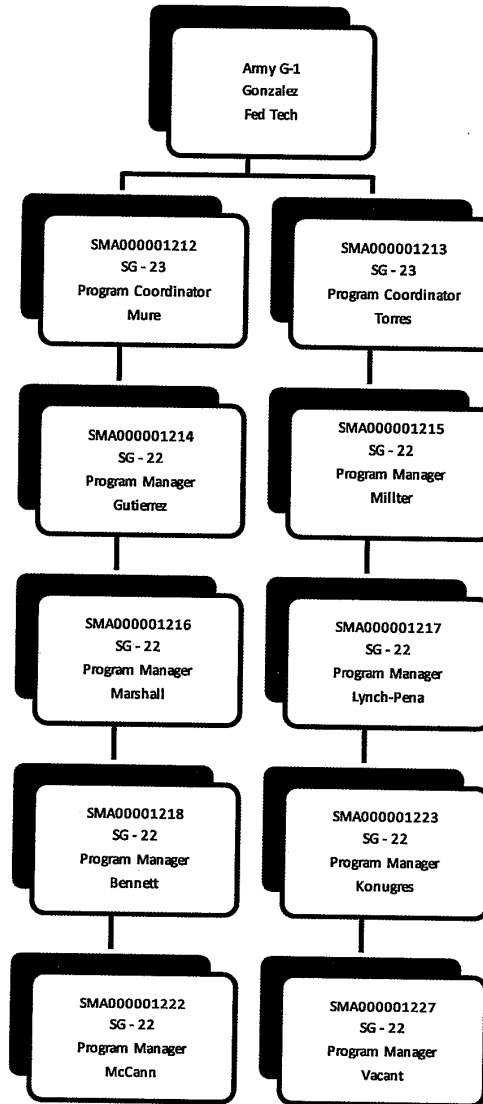 Army G-1
Gonzalez
Fed Tech
SMA000001212
SG - 23
Program Coordinator
Mure
SMA000001213
SG - 23
Program Coordinator
Torres
SMA000001214
SG - 22
Program Manager
Gutierrez
SMA000001215
SG - 22
Program Manager
Millter
SMA000001216
SG - 22
Program Manager
Marshall
SMA000001217
SG - 22
Program Manager
Lynch-Pena
SMA00001218
SG - 22
Program Manager
Bennett
SMA000001223
SG - 22
Program Manager
Konugres
SMA000001222
SG - 22
Program Manager
McCann
SMA000001227
SG - 22
Program Manager
Vacant